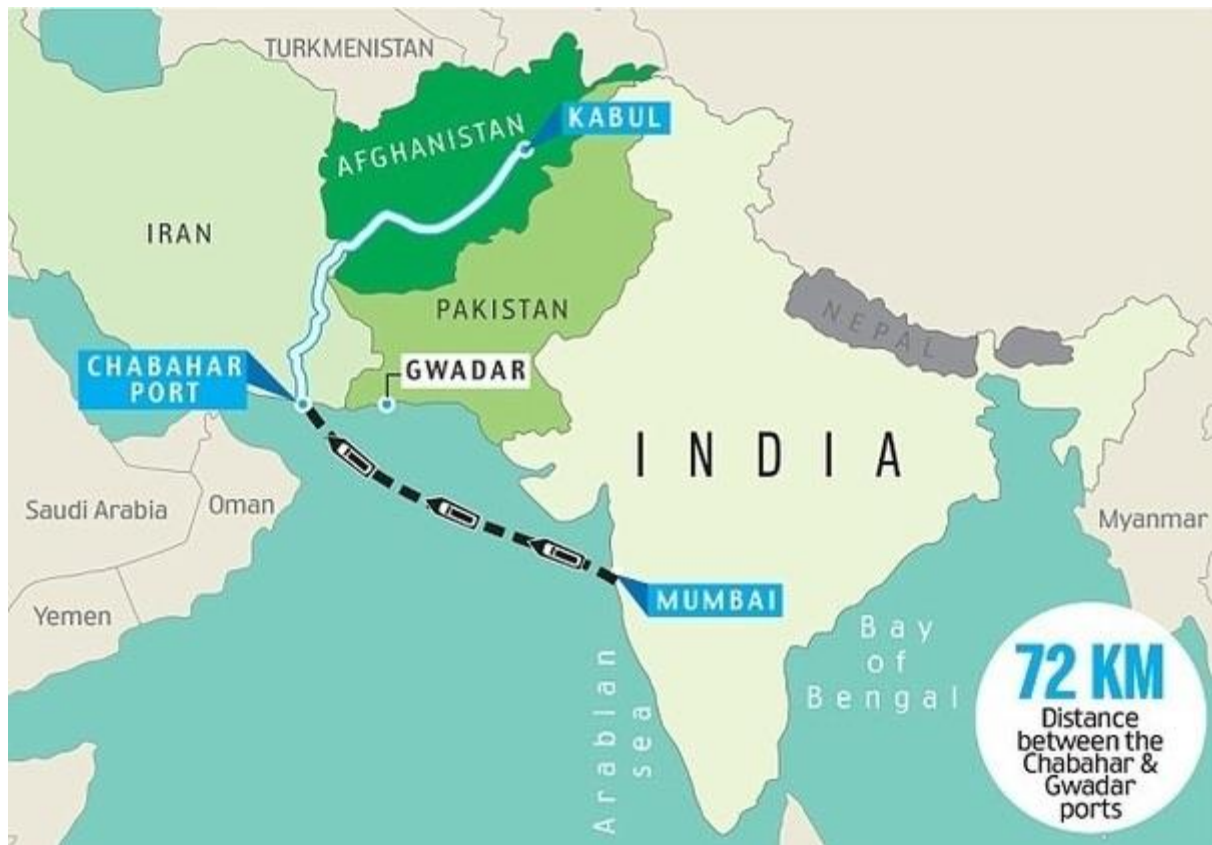 TURKMENISTAN
KABUL
AFGHANISTAN
IRAN
PAKISTAN
NEPAL
CHABAHAR
PORT
GWADAR
INDIA
Saudi Arabia
Oman
Myanmar
Yemen
MUMBAI
Bay
of
Bengal
Arabian
sea
72 KM
Distance
between the
Chabahar &
Gwadar
ports